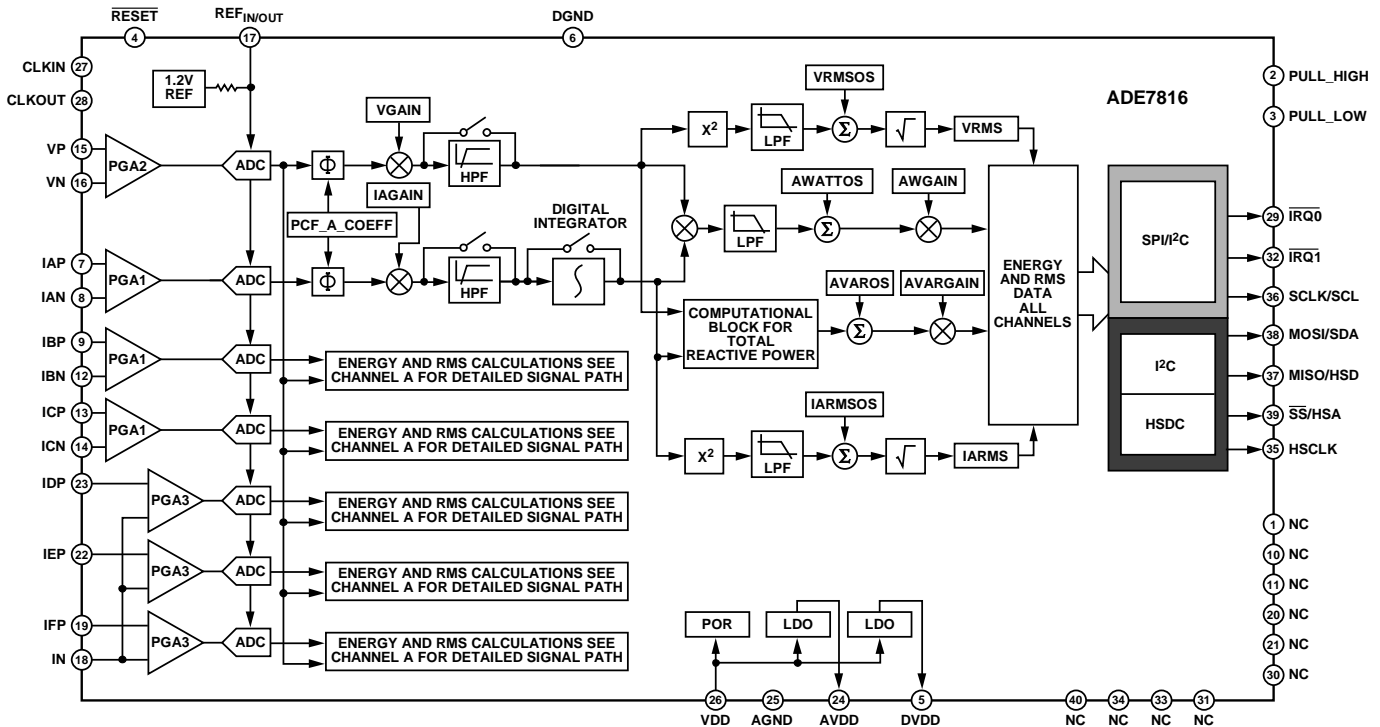 RESET
4
REFIN/OUT
17
DGND
6
CLKIN 27
CLKOUT 28
1.2V
REF
VP 15
VN 16
PGA2
ADC
Φ
VGAIN
HPF
X2
LPF
VRMSOS
Σ
√
VRMS
ADE7816
2 PULL_HIGH
3 PULL_LOW
IAGAIN
PCF_A_COEFF
DIGITAL
INTEGRATOR
LPF
AWATTOS
Σ
AWGAIN
IAP 7
IAN 8
PGA1
ADC
Φ
HPF
∫
COMPUTATIONAL
BLOCK FOR
TOTAL
REACTIVE POWER
AVAROS
Σ
AVARGAIN
ENERGY
AND RMS
DATA
ALL
CHANNELS
SPI/I2C
I2C
HSDC
29 IRQ0
32 IRQ1
36 SCLK/SCL
38 MOSI/SDA
37 MISO/HSD
39 SS/HSA
35 HSCLK
IBP 9
IBN 12
PGA1
ADC
ENERGY AND RMS CALCULATIONS SEE
CHANNEL A FOR DETAILED SIGNAL PATH
ICP 13
ICN 14
PGA1
ADC
ENERGY AND RMS CALCULATIONS SEE
CHANNEL A FOR DETAILED SIGNAL PATH
X2
LPF
IARMSOS
Σ
√
IARMS
IDP 23
PGA3
ADC
ENERGY AND RMS CALCULATIONS SEE
CHANNEL A FOR DETAILED SIGNAL PATH
IEP 22
PGA3
ADC
ENERGY AND RMS CALCULATIONS SEE
CHANNEL A FOR DETAILED SIGNAL PATH
IFP 19
IN 18
PGA3
ADC
ENERGY AND RMS CALCULATIONS SEE
CHANNEL A FOR DETAILED SIGNAL PATH
POR
LDO
LDO
1 NC
10 NC
11 NC
20 NC
21 NC
30 NC
26
VDD
25
AGND
24
AVDD
5
DVDD
40
NC
34
NC
33
NC
31
NC